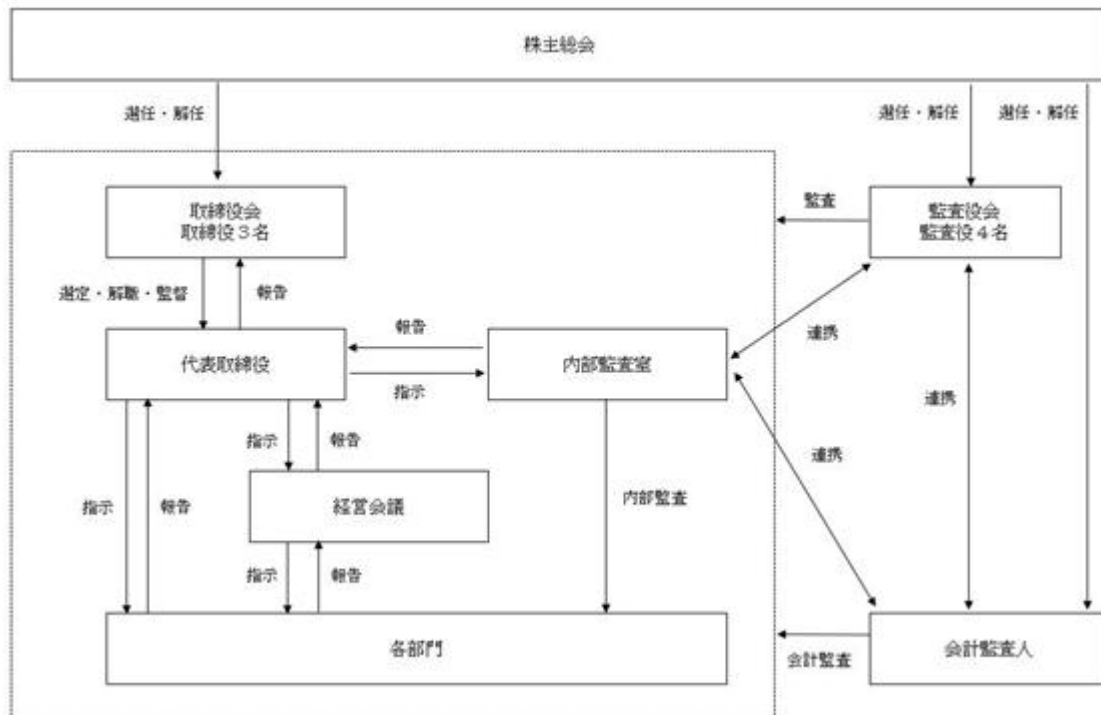 株主総会
選任・解任
選任・解任
選任・解任
取締役会
取締役３名
監査
監査役会
監査役４名
選定・解職・監督
報告
代表取締役
報告
指示
内部監査室
連携
連携
連携
指示
報告
経営会議
指示
報告
内部監査
指示
報告
各部門
会計監査
会計監査人